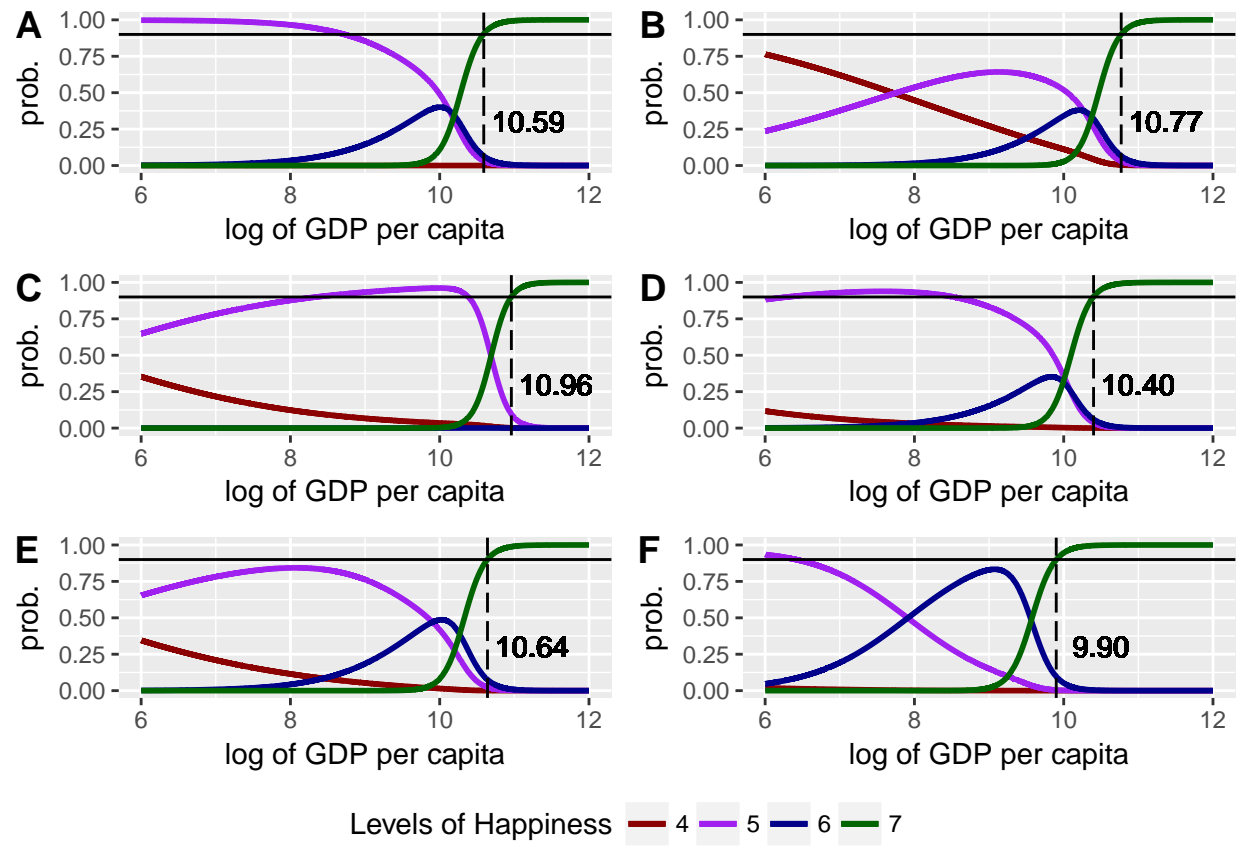 A
prob.
1.00
0.75
0.50
0.25
0.00
10.59
6 8 10 12
log of GDP per capita
B
prob.
1.00
0.75
0.50
0.25
0.00
10.77
6 8 10 12
log of GDP per capita
C
prob.
1.00
0.75
0.50
0.25
0.00
10.96
6 8 10 12
log of GDP per capita
D
prob.
1.00
0.75
0.50
0.25
0.00
10.40
6 8 10 12
log of GDP per capita
E
prob.
1.00
0.75
0.50
0.25
0.00
10.64
6 8 10 12
log of GDP per capita
F
prob.
1.00
0.75
0.50
0.25
0.00
9.90
6 8 10 12
log of GDP per capita
Levels of Happiness 4 5 6 7